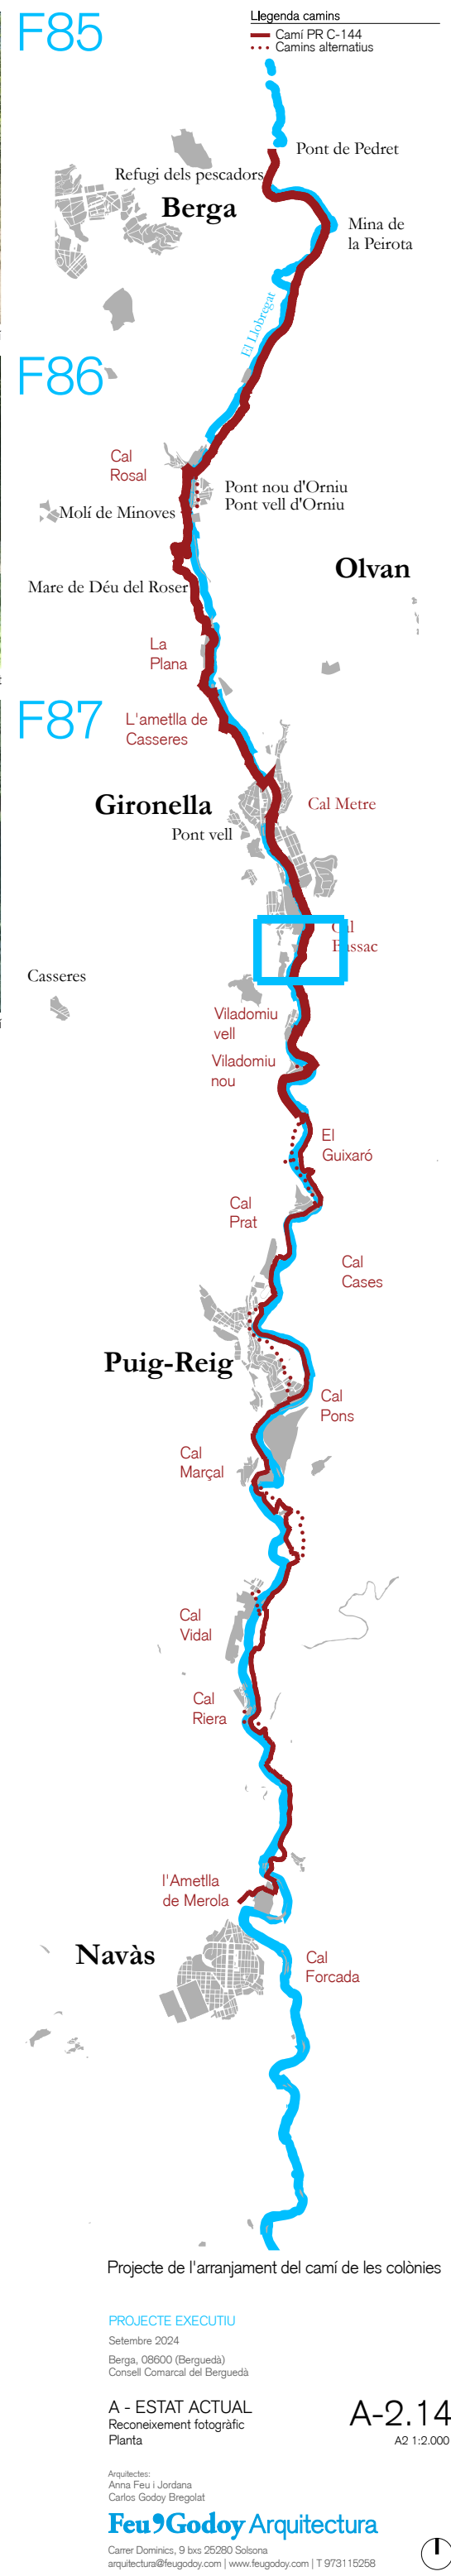 F85
Llegenda camins
Camí PR C-144
Camins alternatius
Pont de Pedret
Refugi dels pescadors
Berga
Mina de
la Peirota
El Llobregat
F86
Cal
Rosal
Pont nou d'Orniu
Pont vell d'Orniu
Molí de Minoves
Olvan
Mare de Déu del Roser
La
Plana
F87
L'ametlla de
Casseres
Gironella
Cal Metre
Pont vell
Cal
Bassac
Casseres
Viladomiu
vell
Viladomiu
nou
El
Guixaró
Cal
Prat
Cal
Cases
Puig-Reig
Cal
Pons
Cal
Marçal
Cal
Vidal
Cal
Riera
l'Ametlla
de Merola
Navàs
Cal
Forcada
Projecte de l'arranjament del camí de les colònies
PROJECTE EXECUTIU
Setembre 2024
Berga, 08600 (Berguedà)
Consell Comarcal del Berguedà
A - ESTAT ACTUAL
Reconeixement fotogràfic
Planta
A-2.14
A2 1:2.000
Arquitectes:
Anna Feu i Jordana
Carlos Godoy Bregolat
Feu9Godoy Arquitectura
Carrer Dominics, 9 bxs 25280 Solsona
arquitectura@feugodoy.com | www.feugodoy.com | T 973115258